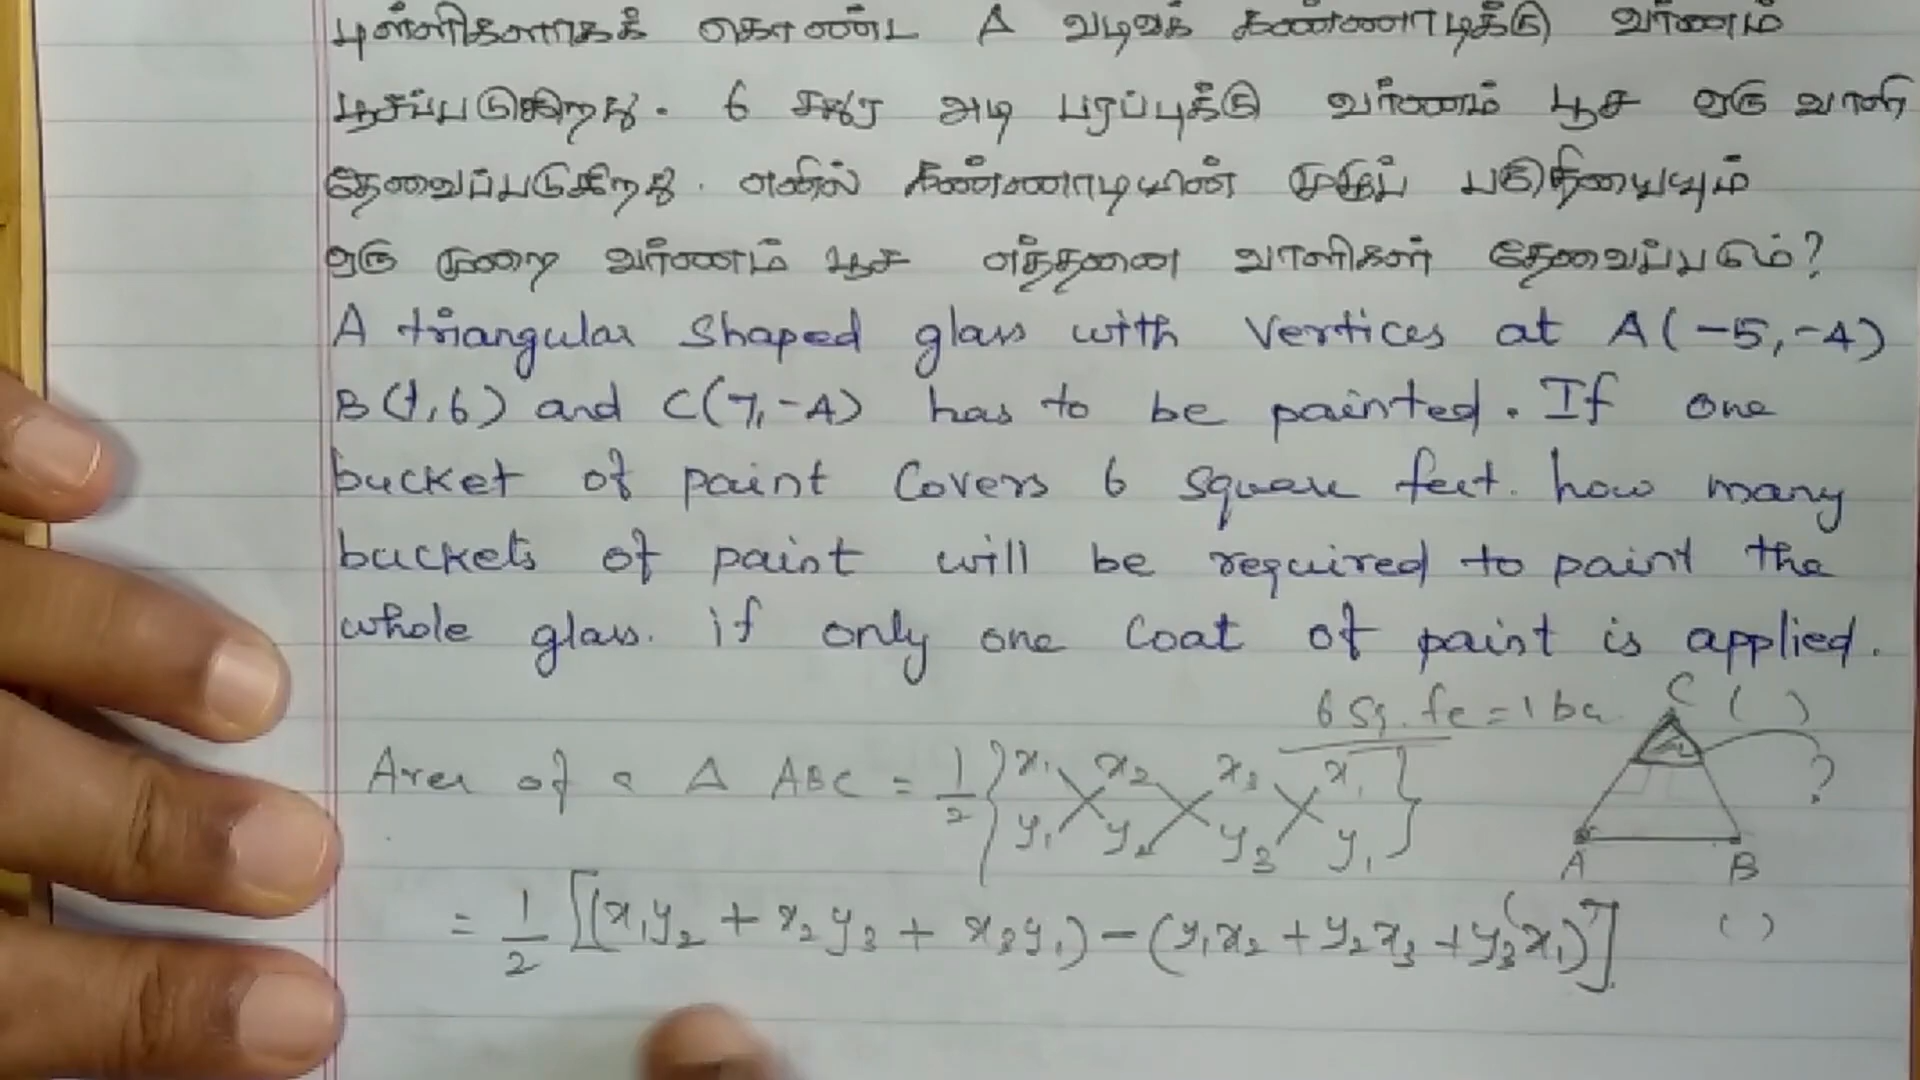 புள்ளிகளாகக் கொண்ட Δ வடிவக் கண்ணாடிக்கு வர்ணம்
பூசப்படுகிறது. 6 சதுர அடி பரப்புக்கு வர்ணம் பூச ஒரு வாளி
தேவைப்படுகிறது. எனில் கண்ணாடியின் முதுப் பகுதியையும்
ஒரு முறை வர்ணம் பூச எத்தனை வாளிகள் தேவைப்படும்?
A triangular shaped glass with vertices at A(-5,-4)
B(1,6) and C(7,-4) has to be painted. If one
bucket of paint covers 6 square feet. how many
buckets of paint will be required to paint the
whole glass. if only one coat of paint is applied.
6 sq. fe = 1 ba
C ( )
Area of a Δ ABC = 1/2 { x₁ x₂ x₃ x₁
y₁ y₂ y₃ y₁ }
?
A B
= 1/2 [(x₁y₂ + x₂y₃ + x₃y₁) - (y₁x₂ + y₂x₃ + y₃x₁)]
( ( )